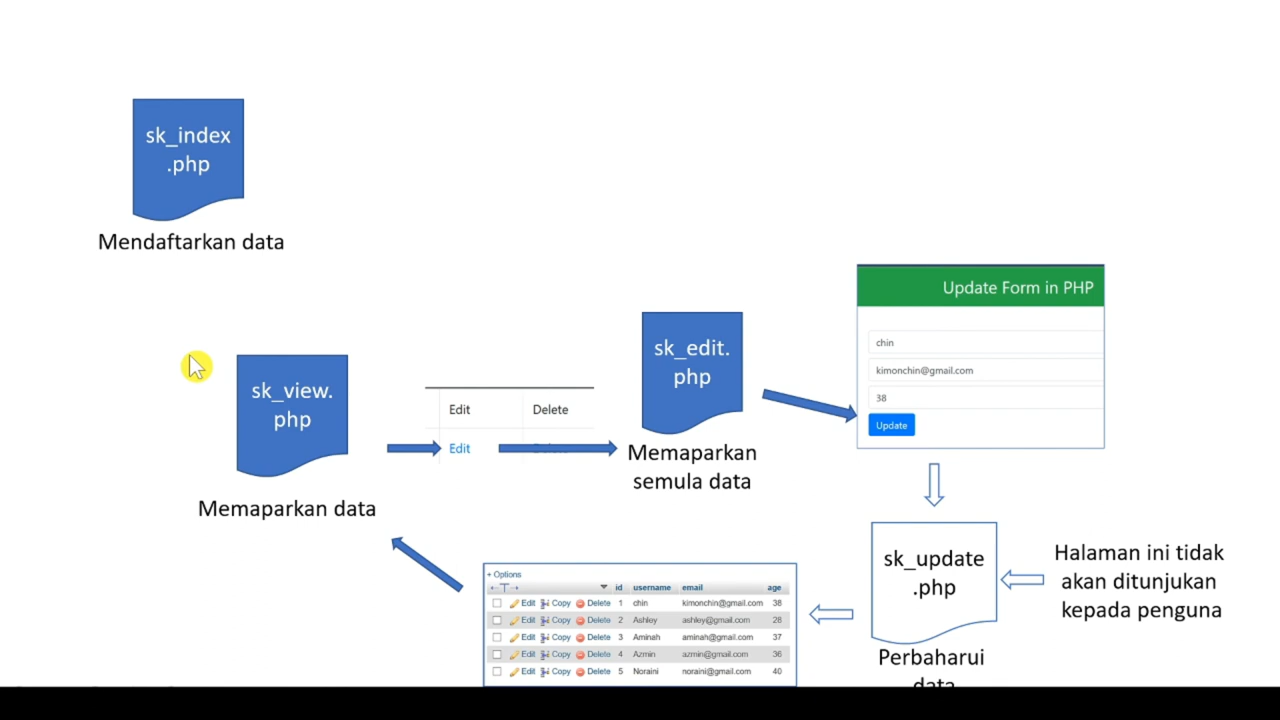 sk_index
.php
Mendaftarkan data
sk_view.
php
Memaparkan data
Edit Delete
Edit
sk_edit.
php
Memaparkan
semula data
Update Form in PHP
chin
kimonchin@gmail.com
38
Update
sk_update
.php
Perbaharui
data
Halaman ini tidak
akan ditunjukan
kepada penguna
+ Options
id username email age
Edit Copy Delete 1 chin kimonchin@gmail.com 38
Edit Copy Delete 2 Ashley ashley@gmail.com 28
Edit Copy Delete 3 Aminah aminah@gmail.com 37
Edit Copy Delete 4 Azmin azmin@gmail.com 36
Edit Copy Delete 5 Noraini noraini@gmail.com 40